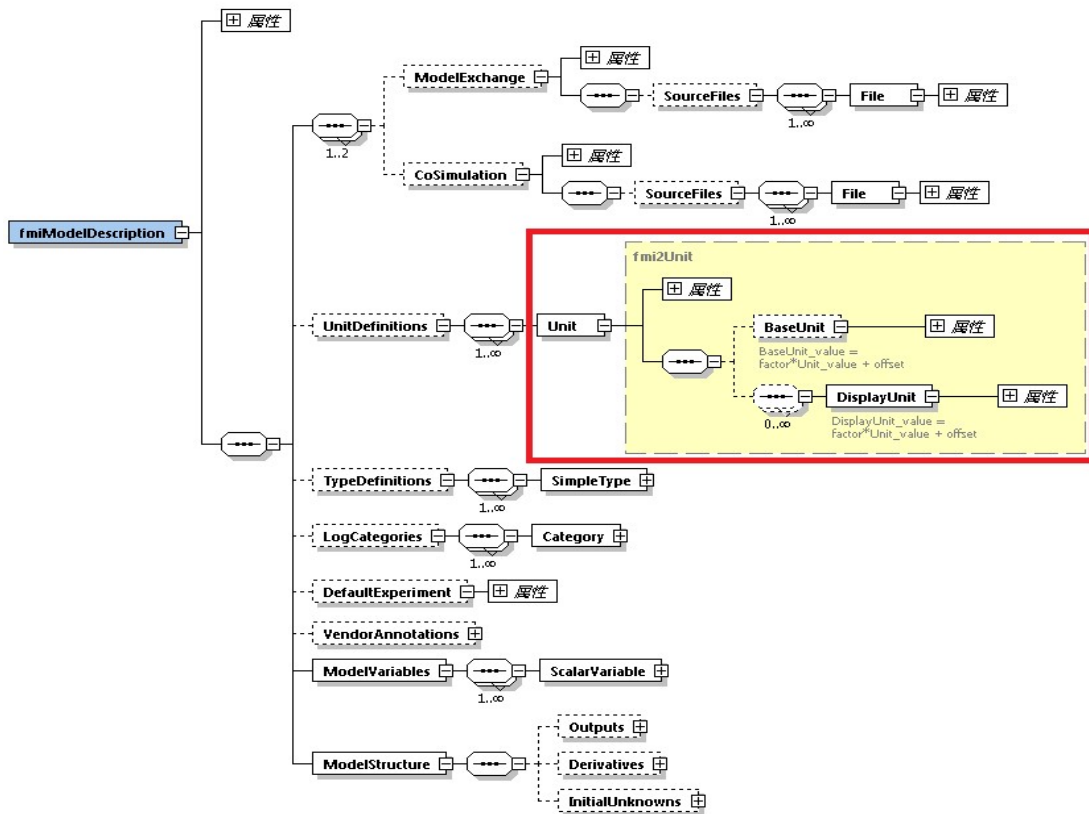 属性
ModelExchange
属性
SourceFiles
1..∞
File
属性
1..2
CoSimulation
属性
SourceFiles
1..∞
File
属性
fmiModelDescription
fmi2Unit
属性
UnitDefinitions
1..∞
Unit
BaseUnit
属性
BaseUnit_value =
factor*Unit_value + offset
0..∞
DisplayUnit
属性
DisplayUnit_value =
factor*Unit_value + offset
TypeDefinitions
1..∞
SimpleType
LogCategories
1..∞
Category
DefaultExperiment
属性
VendorAnnotations
ModelVariables
1..∞
ScalarVariable
ModelStructure
Outputs
Derivatives
InitialUnknowns